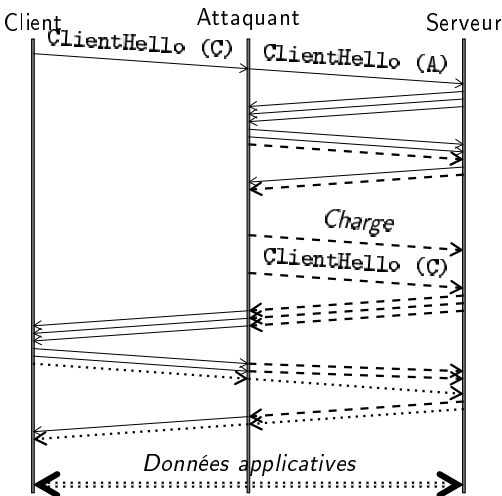 Client
Attaquant
Serveur
ClientHello (C)
ClientHello (A)
Charge
ClientHello (C)
Données applicatives